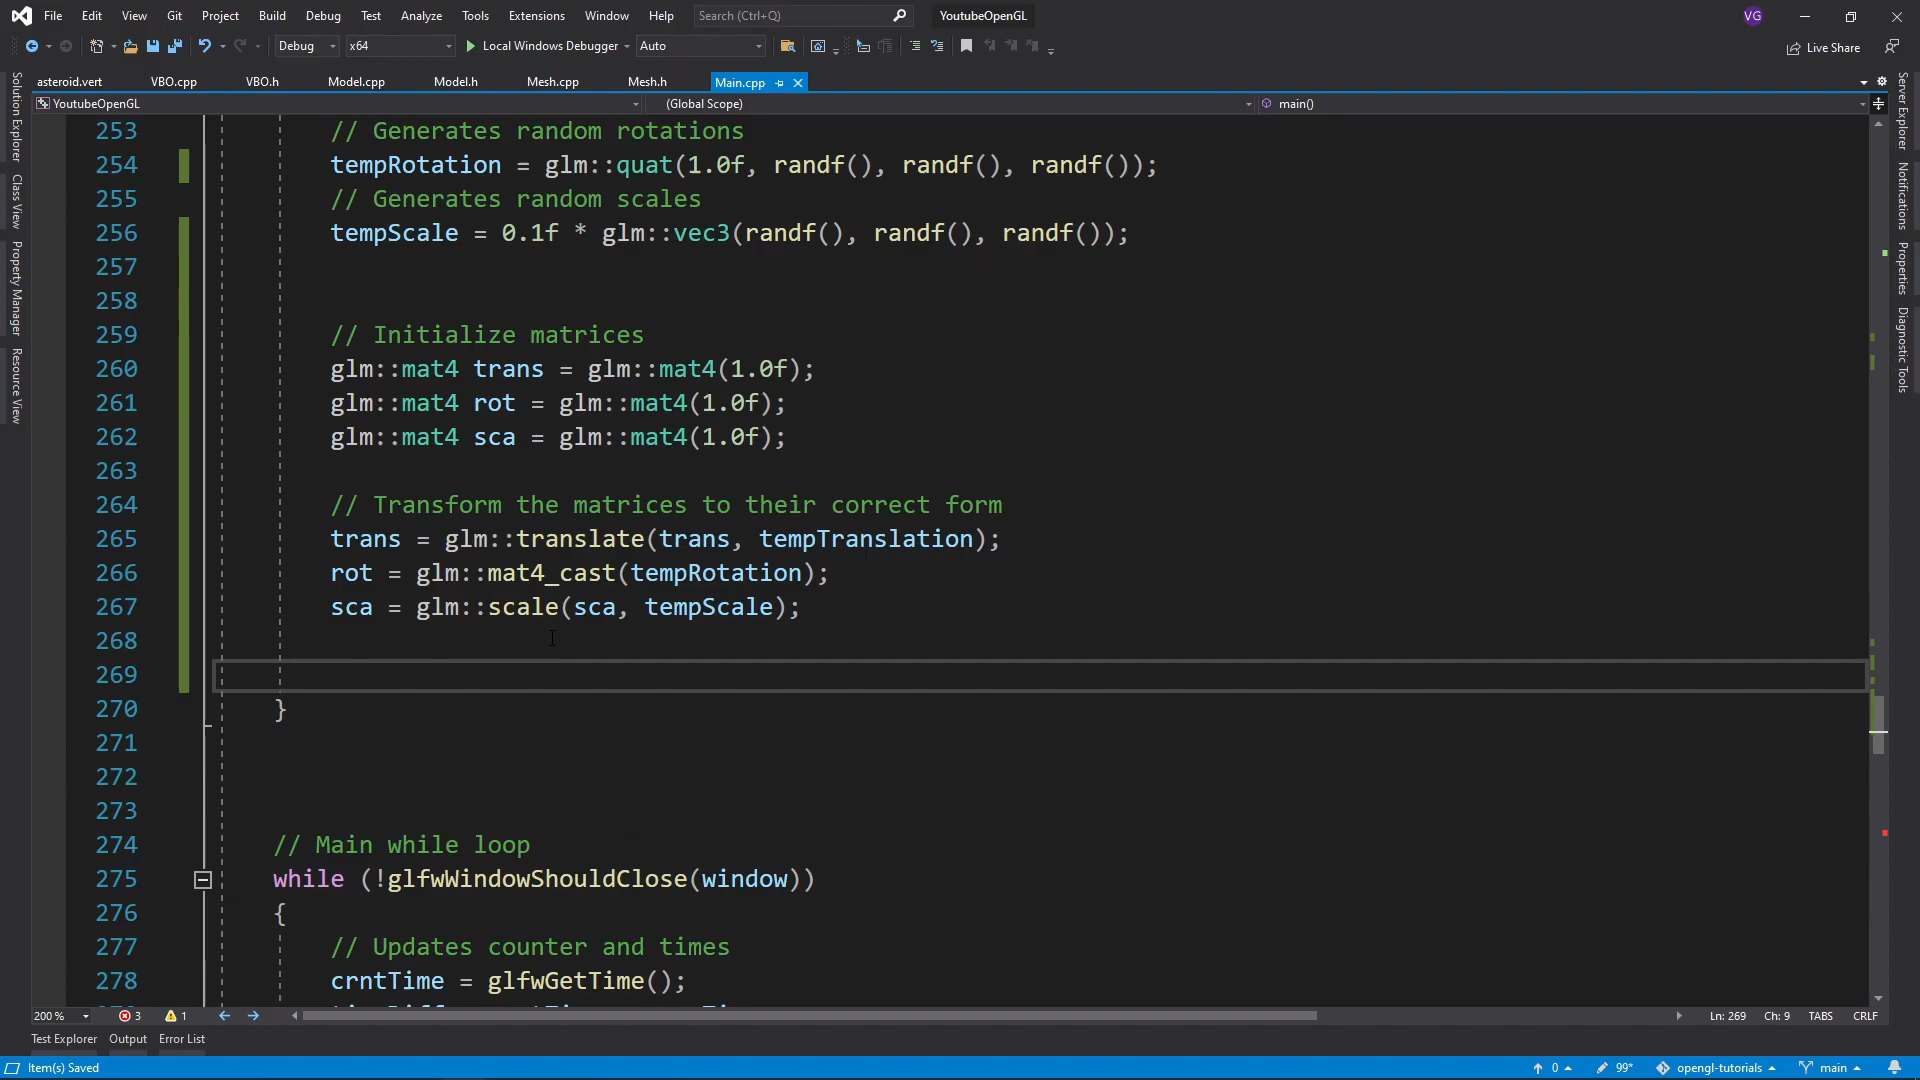 File Edit View Git Project Build Debug Test Analyze Tools Extensions Window Help Search (Ctrl+Q) YoutubeOpenGL VG
Debug x64 Local Windows Debugger Auto Live Share
asteroid.vert VBO.cpp VBO.h Model.cpp Model.h Mesh.cpp Mesh.h Main.cpp
YoutubeOpenGL (Global Scope) main()
Solution Explorer
Class View
Property Manager
Resource View
253 // Generates random rotations
254 tempRotation = glm::quat(1.0f, randf(), randf(), randf());
255 // Generates random scales
256 tempScale = 0.1f * glm::vec3(randf(), randf(), randf());
257
258
259 // Initialize matrices
260 glm::mat4 trans = glm::mat4(1.0f);
261 glm::mat4 rot = glm::mat4(1.0f);
262 glm::mat4 sca = glm::mat4(1.0f);
263
264 // Transform the matrices to their correct form
265 trans = glm::translate(trans, tempTranslation);
266 rot = glm::mat4_cast(tempRotation);
267 sca = glm::scale(sca, tempScale);
268
269
270 }
271
272
273
274 // Main while loop
275 while (!glfwWindowShouldClose(window))
276 {
277 // Updates counter and times
278 crntTime = glfwGetTime();
Server Explorer
Notifications
Properties
Diagnostic Tools
200 % 3 1 Ln: 269 Ch: 9 TABS CRLF
Test Explorer Output Error List
Item(s) Saved 0 99* opengl-tutorials main